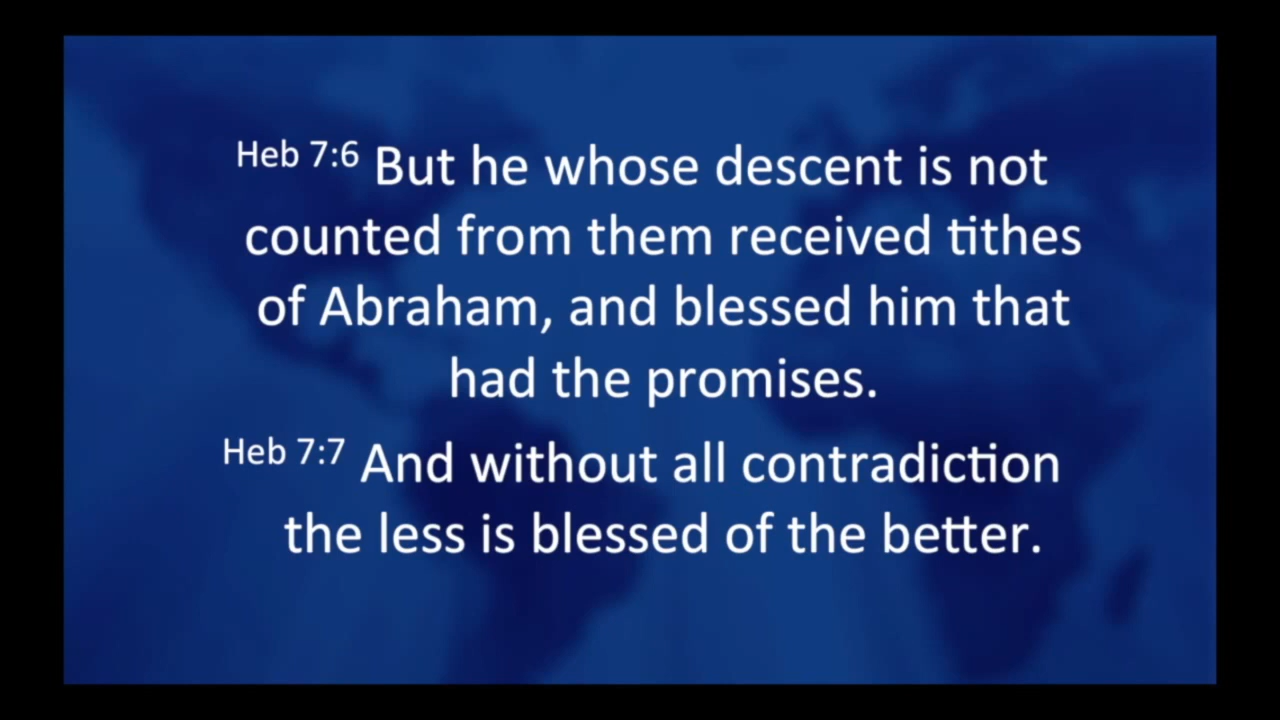 Heb 7:6 But he whose descent is not
counted from them received tithes
of Abraham, and blessed him that
had the promises.
Heb 7:7 And without all contradiction
the less is blessed of the better.